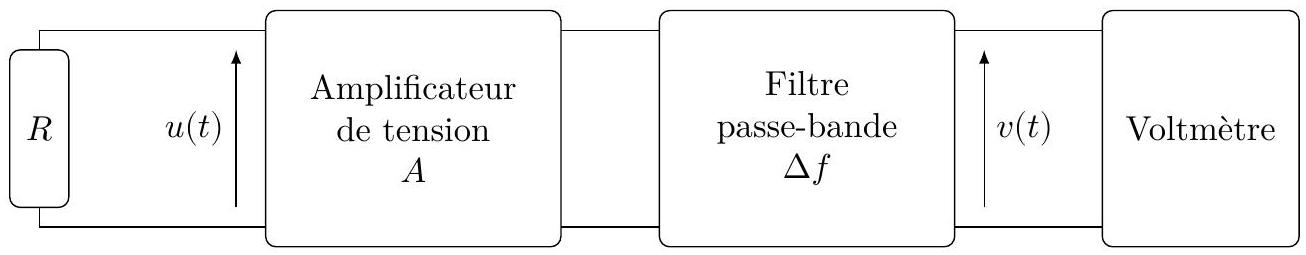 R
u(t)
Amplificateur
de tension
A
Filtre
passe-bande
Δf
v(t)
Voltmètre